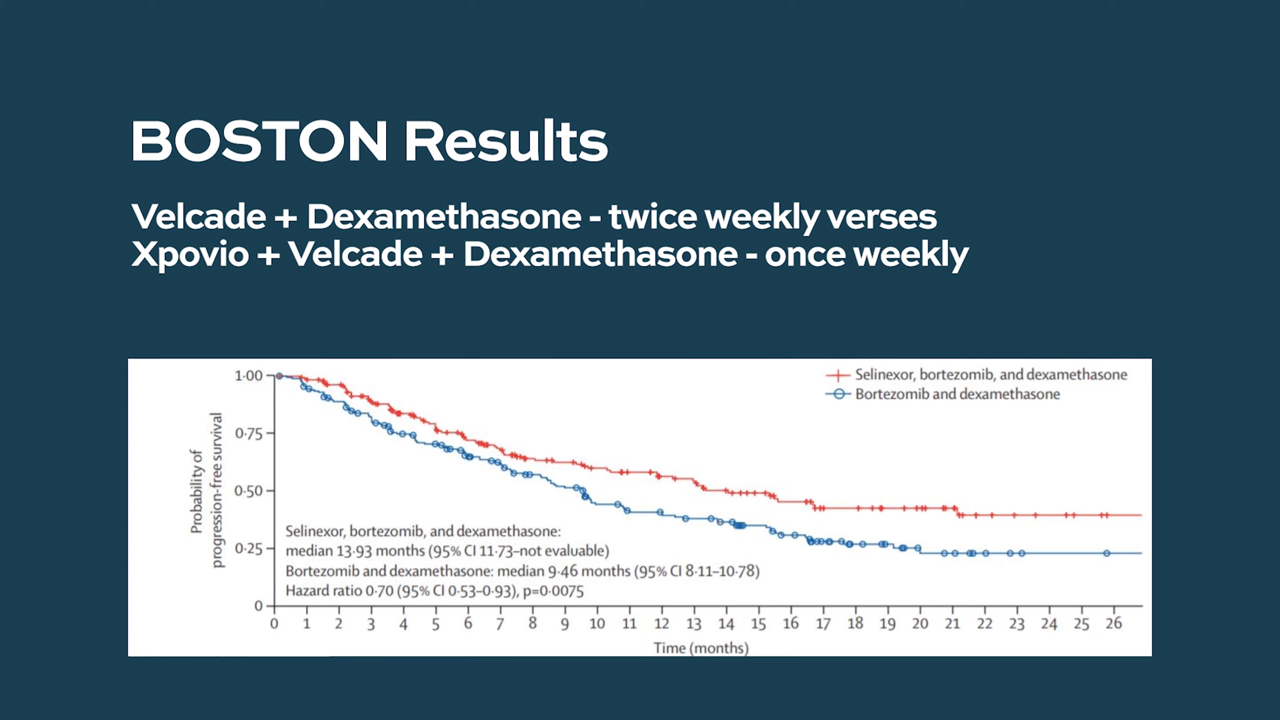 BOSTON Results
Velcade + Dexamethasone - twice weekly verses
Xpovio + Velcade + Dexamethasone - once weekly
Selinexor, bortezomib, and dexamethasone
Bortezomib and dexamethasone
Probability of
progression-free survival
1·00
0·75
0·50
0·25
0
Selinexor, bortezomib, and dexamethasone:
median 13·93 months (95% CI 11·73–not evaluable)
Bortezomib and dexamethasone: median 9·46 months (95% CI 8·11–10·78)
Hazard ratio 0·70 (95% CI 0·53–0·93), p=0·0075
0 1 2 3 4 5 6 7 8 9 10 11 12 13 14 15 16 17 18 19 20 21 22 23 24 25 26
Time (months)